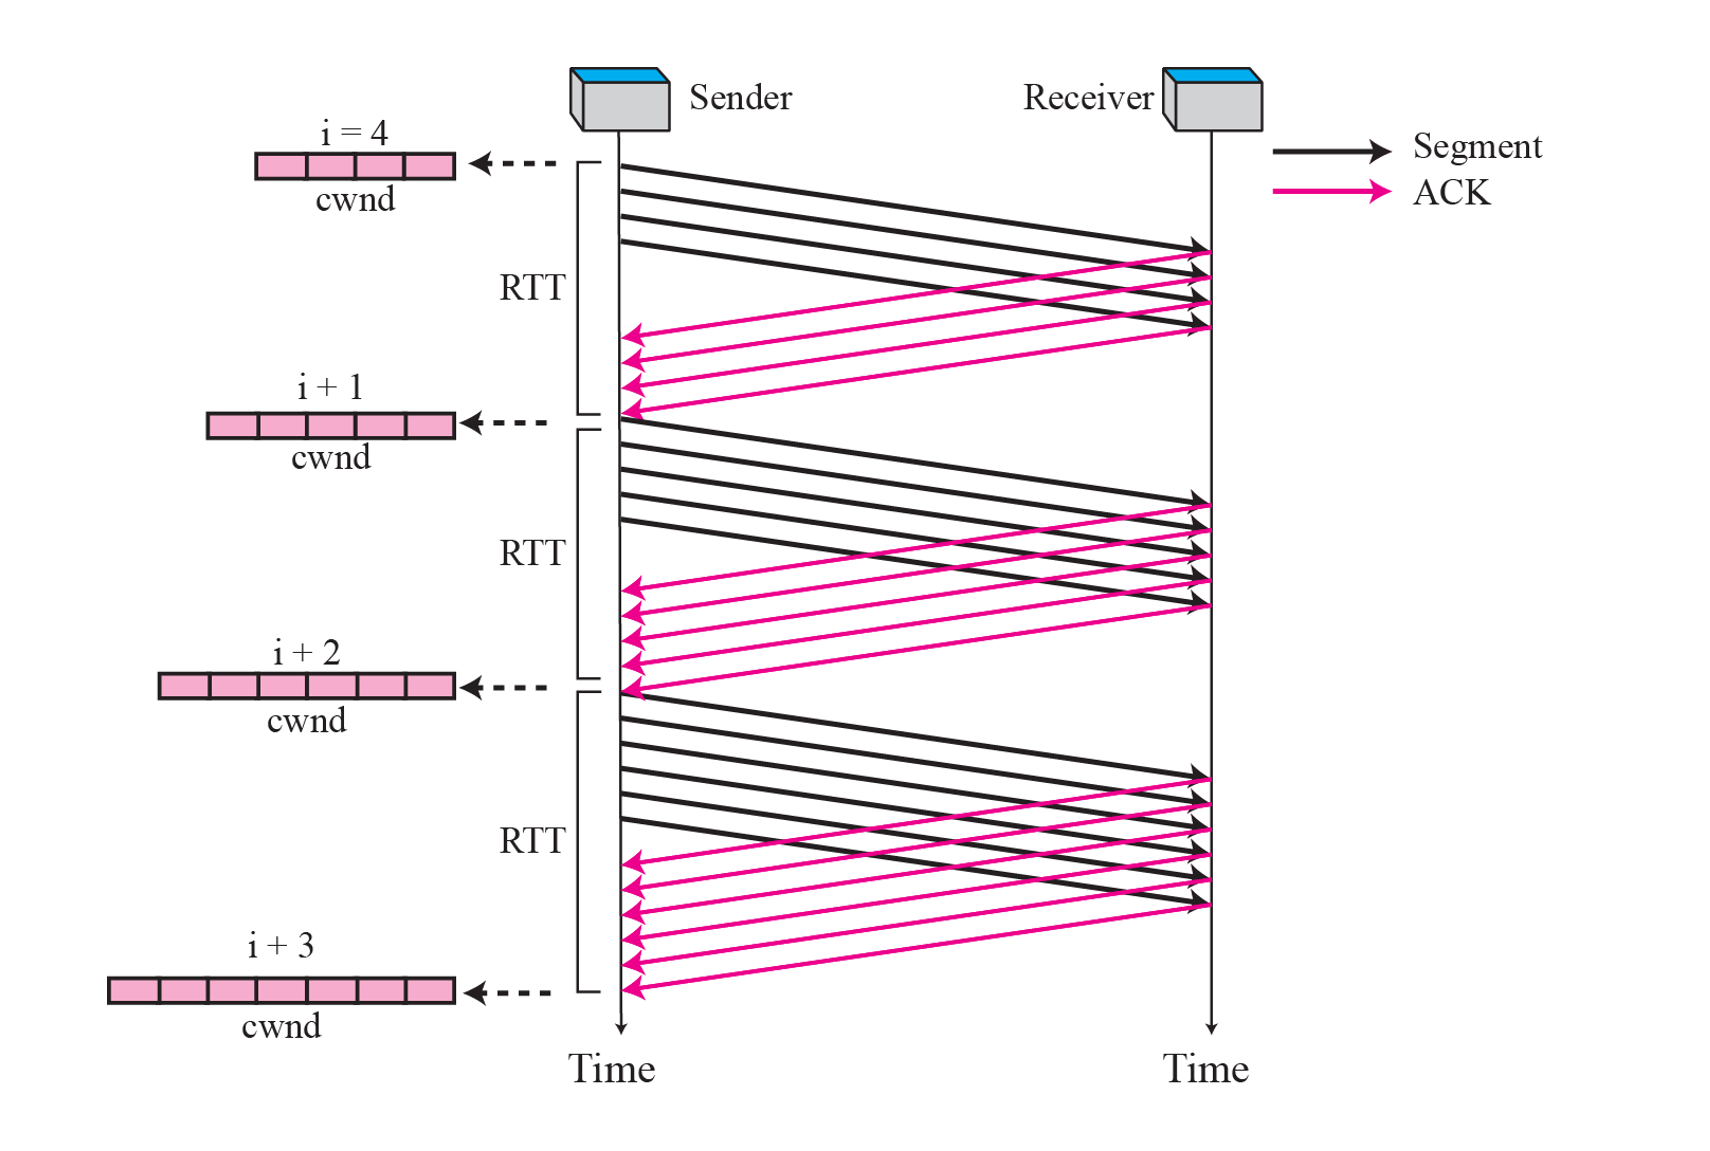 Sender
Receiver
i = 4
cwnd
Segment
ACK
RTT
i + 1
cwnd
RTT
i + 2
cwnd
RTT
i + 3
cwnd
Time
Time